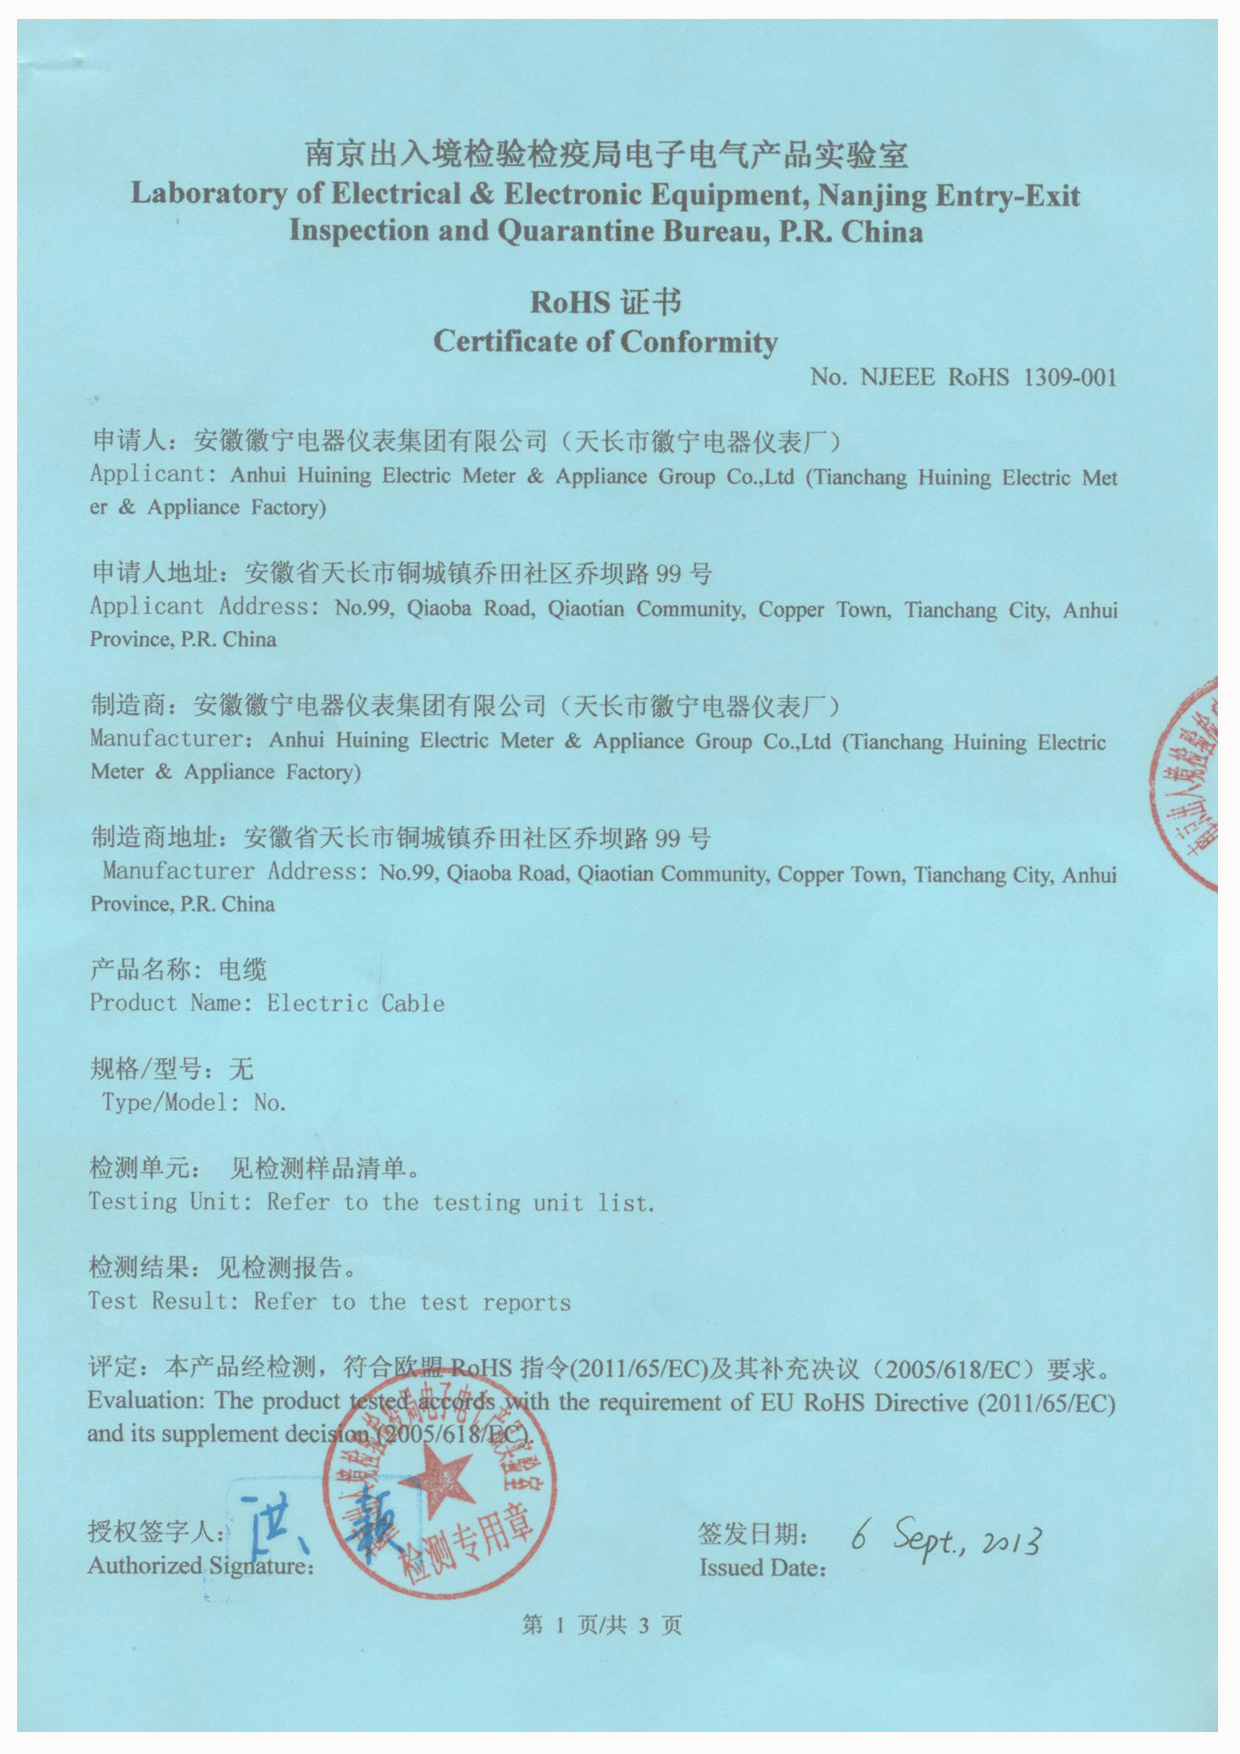 南京出入境检验检疫局电子电气产品实验室
Laboratory of Electrical & Electronic Equipment, Nanjing Entry-Exit
Inspection and Quarantine Bureau, P.R. China
RoHS 证书
Certificate of Conformity
No. NJEEE RoHS 1309-001
申请人：安徽徽宁电器仪表集团有限公司（天长市徽宁电器仪表厂）
Applicant: Anhui Huining Electric Meter & Appliance Group Co.,Ltd (Tianchang Huining Electric Met
er & Appliance Factory)
申请人地址：安徽省天长市铜城镇乔田社区乔坝路 99 号
Applicant Address: No.99, Qiaoba Road, Qiaotian Community, Copper Town, Tianchang City, Anhui
Province, P.R. China
制造商：安徽徽宁电器仪表集团有限公司（天长市徽宁电器仪表厂）
Manufacturer: Anhui Huining Electric Meter & Appliance Group Co.,Ltd (Tianchang Huining Electric
Meter & Appliance Factory)
制造商地址：安徽省天长市铜城镇乔田社区乔坝路 99 号
Manufacturer Address: No.99, Qiaoba Road, Qiaotian Community, Copper Town, Tianchang City, Anhui
Province, P.R. China
产品名称：电缆
Product Name: Electric Cable
规格/型号：无
Type/Model: No.
检测单元： 见检测样品清单。
Testing Unit: Refer to the testing unit list.
检测结果：见检测报告。
Test Result: Refer to the test reports
评定：本产品经检测，符合欧盟 RoHS 指令(2011/65/EC)及其补充决议（2005/618/EC）要求。
Evaluation: The product tested accords with the requirement of EU RoHS Directive (2011/65/EC)
and its supplement decision (2005/618/EC).
授权签字人： 洪颖
Authorized Signature:
检测专用章
签发日期： 6 Sept., 2013
Issued Date:
第 1 页/共 3 页